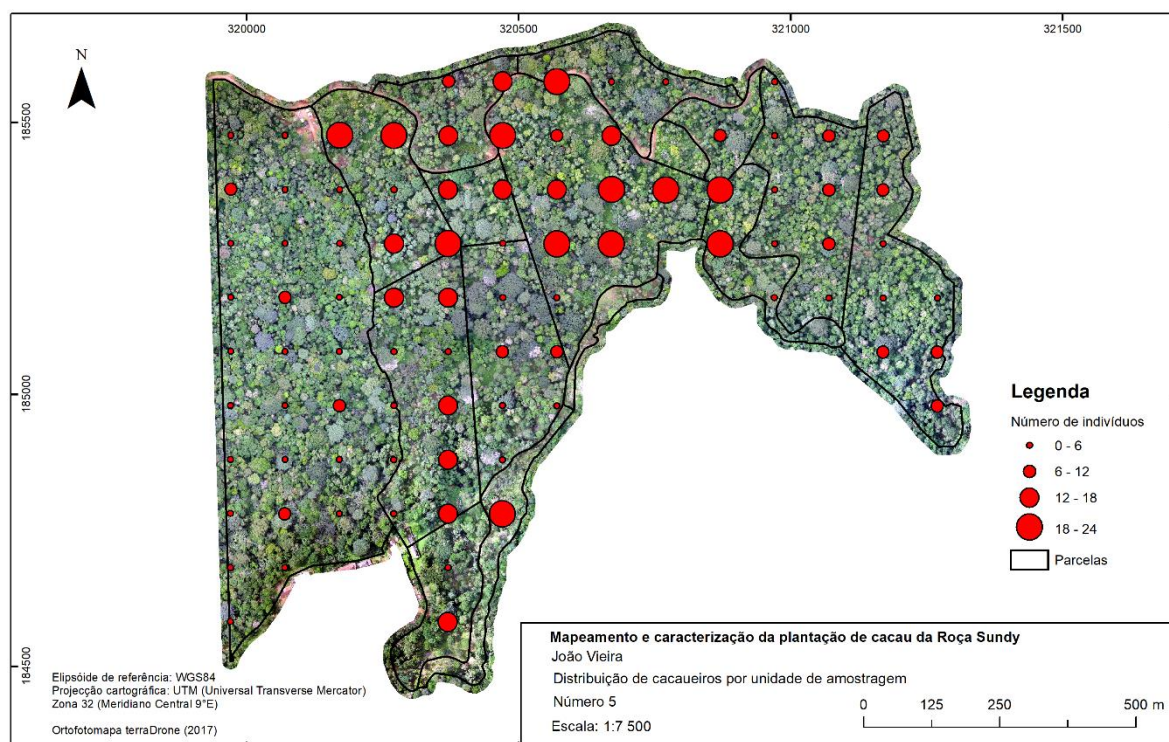 320000
320500
321000
321500
N
185500
185000
184500
Legenda
Número de indivíduos
0 - 6
6 - 12
12 - 18
18 - 24
Parcelas
Elipsóide de referência: WGS84
Projecção cartográfica: UTM (Universal Transverse Mercator)
Zona 32 (Meridiano Central 9°E)
Ortofotomapa terraDrone (2017)
Mapeamento e caracterização da plantação de cacau da Roça Sundy
João Vieira
Distribuição de cacaueiros por unidade de amostragem
Número 5
Escala: 1:7 500
0 125 250 500 m